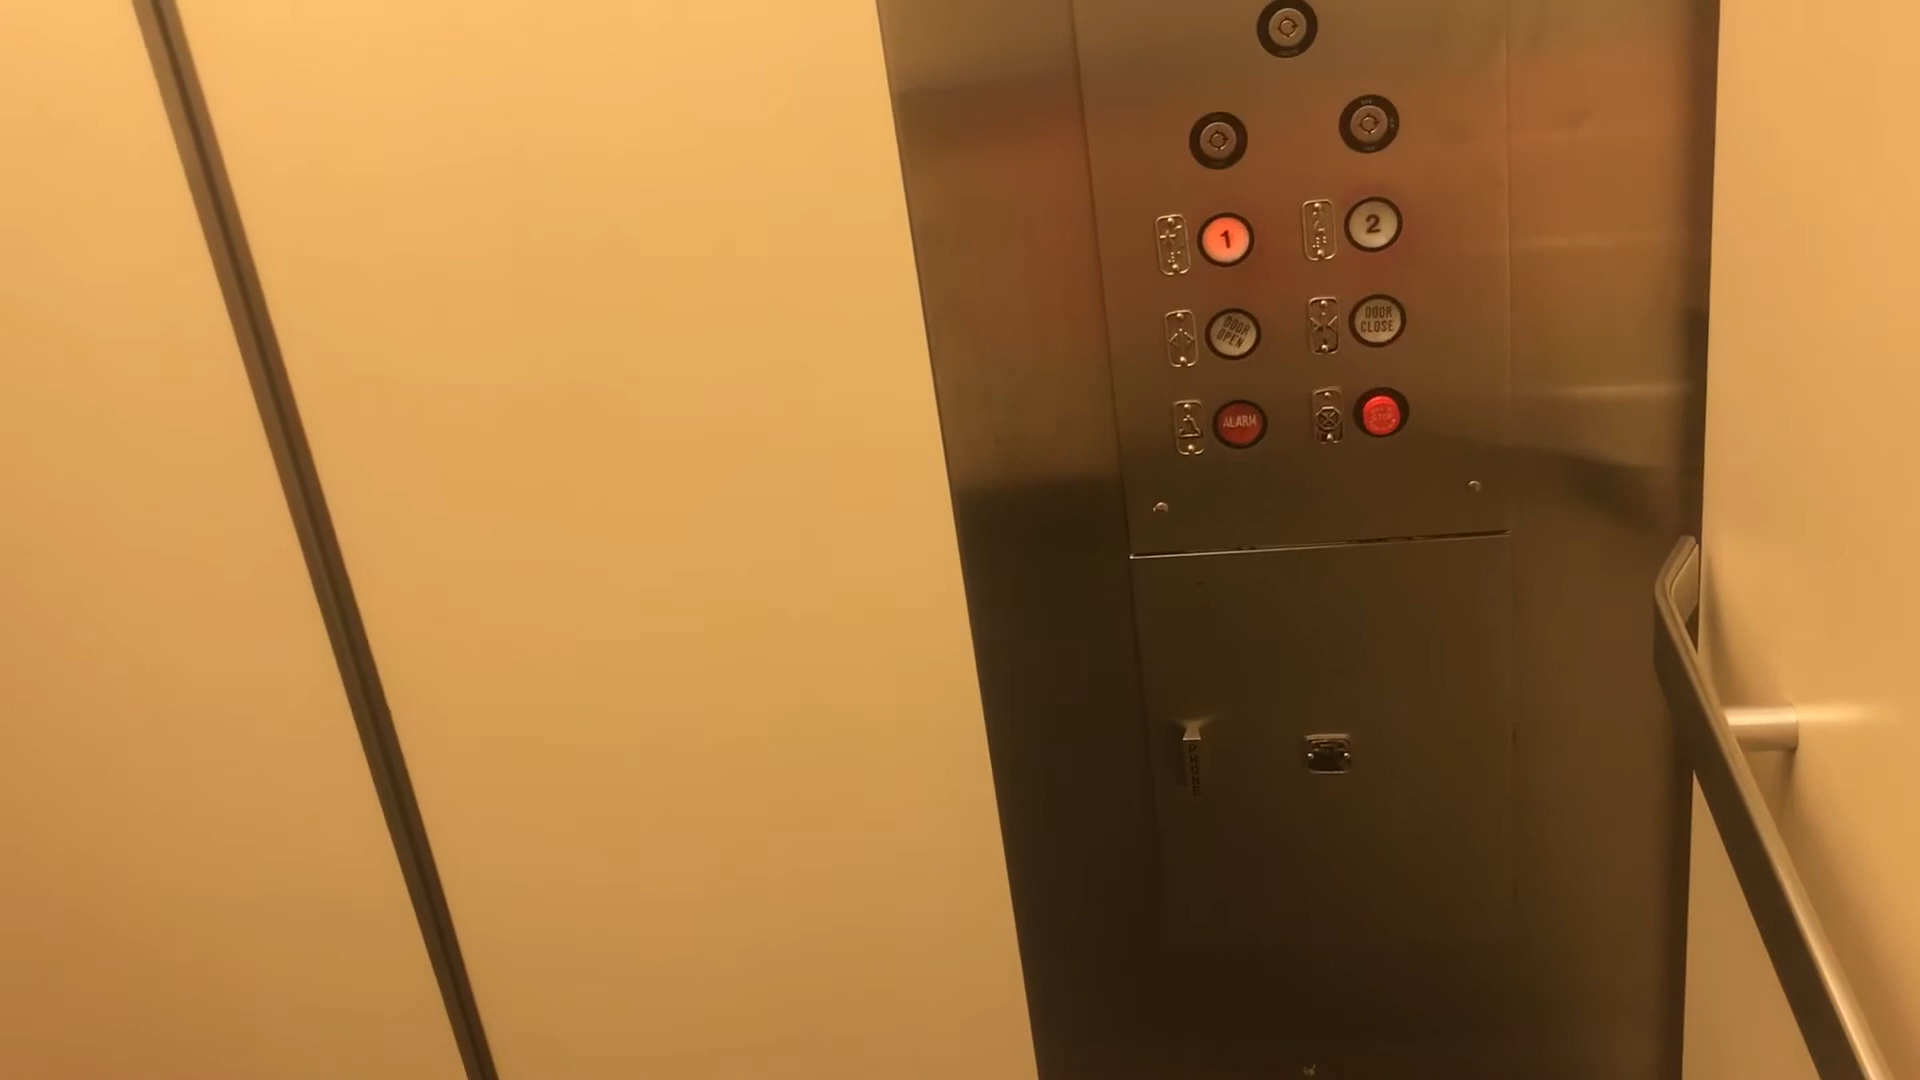 1
2
DOOR
OPEN
DOOR
CLOSE
ALARM
STOP
PHONE